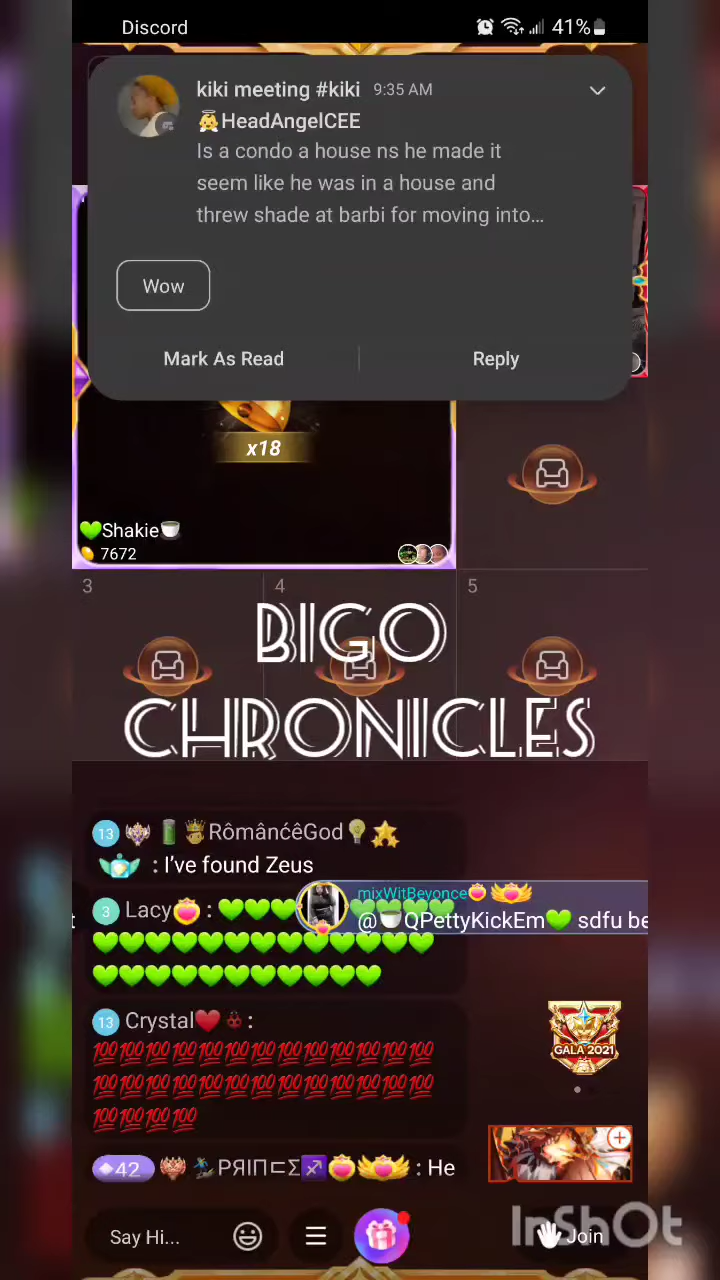 Discord
41%
kiki meeting #kiki 9:35 AM
👼HeadAngelCEE
Is a condo a house ns he made it
seem like he was in a house and
threw shade at barbi for moving into...
Wow
Mark As Read Reply
x18
💚Shakie☕
7672
3 4 5
BIGO
CHRONICLES
13 RômânćêGod💡
: I've found Zeus
mixWitBeyonce
3 Lacy : 💚💚💚
@☕QPettyKickEm💚 sdfu be
💚💚💚💚💚💚💚💚💚💚💚💚💚
💚💚💚💚💚💚💚💚💚💚💚
13 Crystal❤️🐞 :
💯💯💯💯💯💯💯💯💯💯💯💯💯
💯💯💯💯💯💯💯💯💯💯💯💯💯
💯💯💯💯
GALA 2021
42 🏝️PЯIПㄷΣ♐ : He
Say Hi...
Join
InShOt